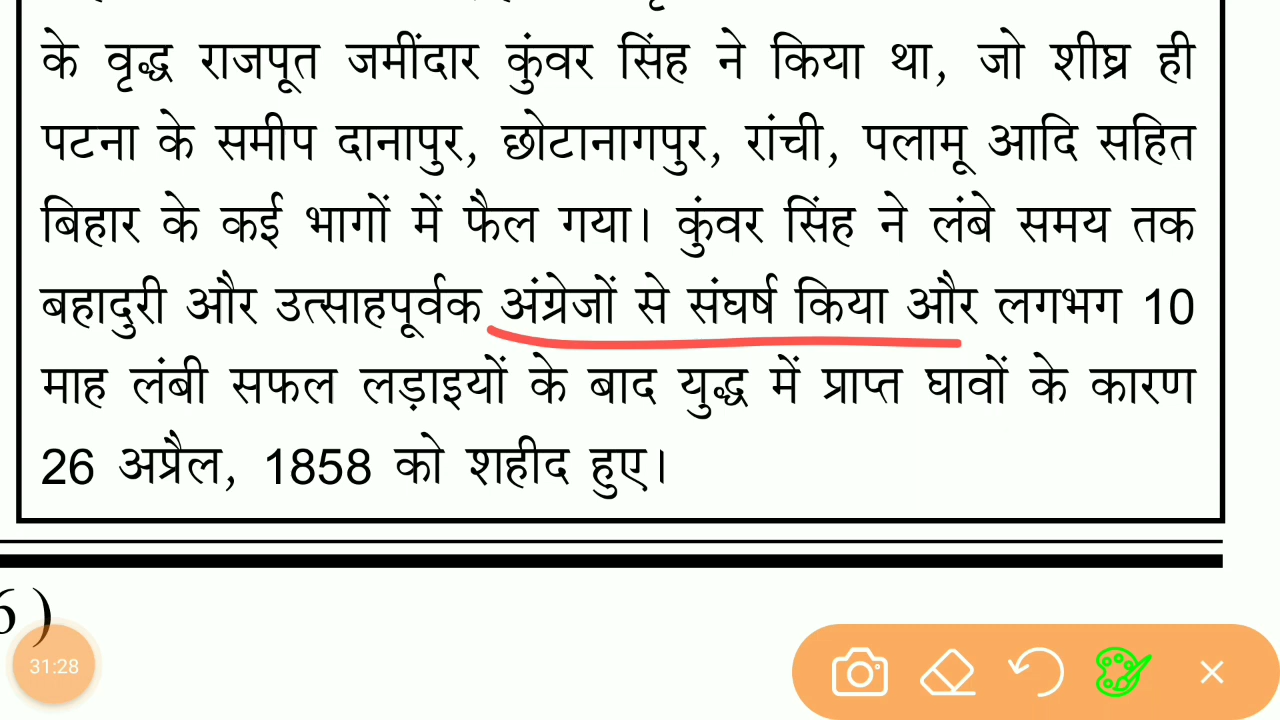 के वृद्ध राजपूत जमींदार कुंवर सिंह ने किया था, जो शीघ्र ही
पटना के समीप दानापुर, छोटानागपुर, रांची, पलामू आदि सहित
बिहार के कई भागों में फैल गया। कुंवर सिंह ने लंबे समय तक
बहादुरी और उत्साहपूर्वक अंग्रेजों से संघर्ष किया और लगभग 10
माह लंबी सफल लड़ाइयों के बाद युद्ध में प्राप्त घावों के कारण
26 अप्रैल, 1858 को शहीद हुए।
6 )
31:28